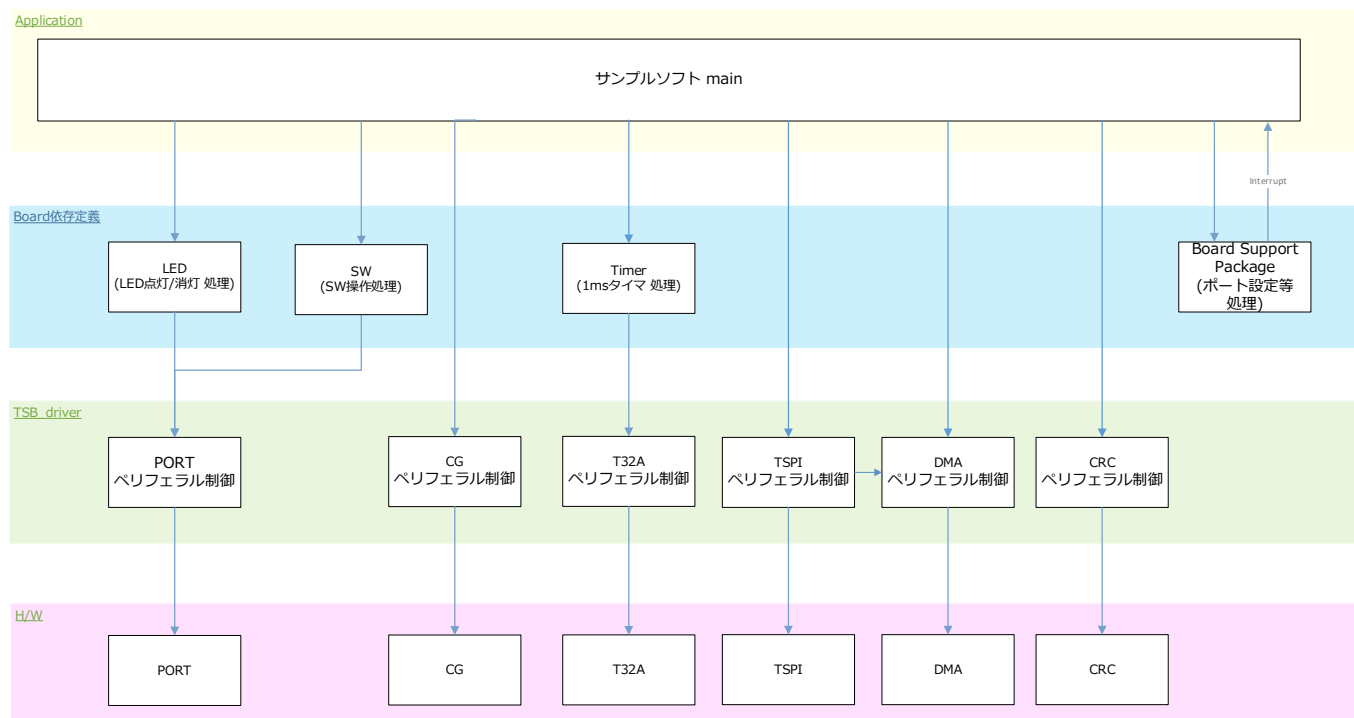 Application
サンプルソフト main
Interrupt
Board依存定義
LED
(LED点灯/消灯 処理)
SW
(SW操作処理)
Timer
(1msタイマ 処理)
Board Support
Package
(ポート設定等
処理)
TSB_driver
PORT
ペリフェラル制御
CG
ペリフェラル制御
T32A
ペリフェラル制御
TSPI
ペリフェラル制御
DMA
ペリフェラル制御
CRC
ペリフェラル制御
H/W
PORT
CG
T32A
TSPI
DMA
CRC